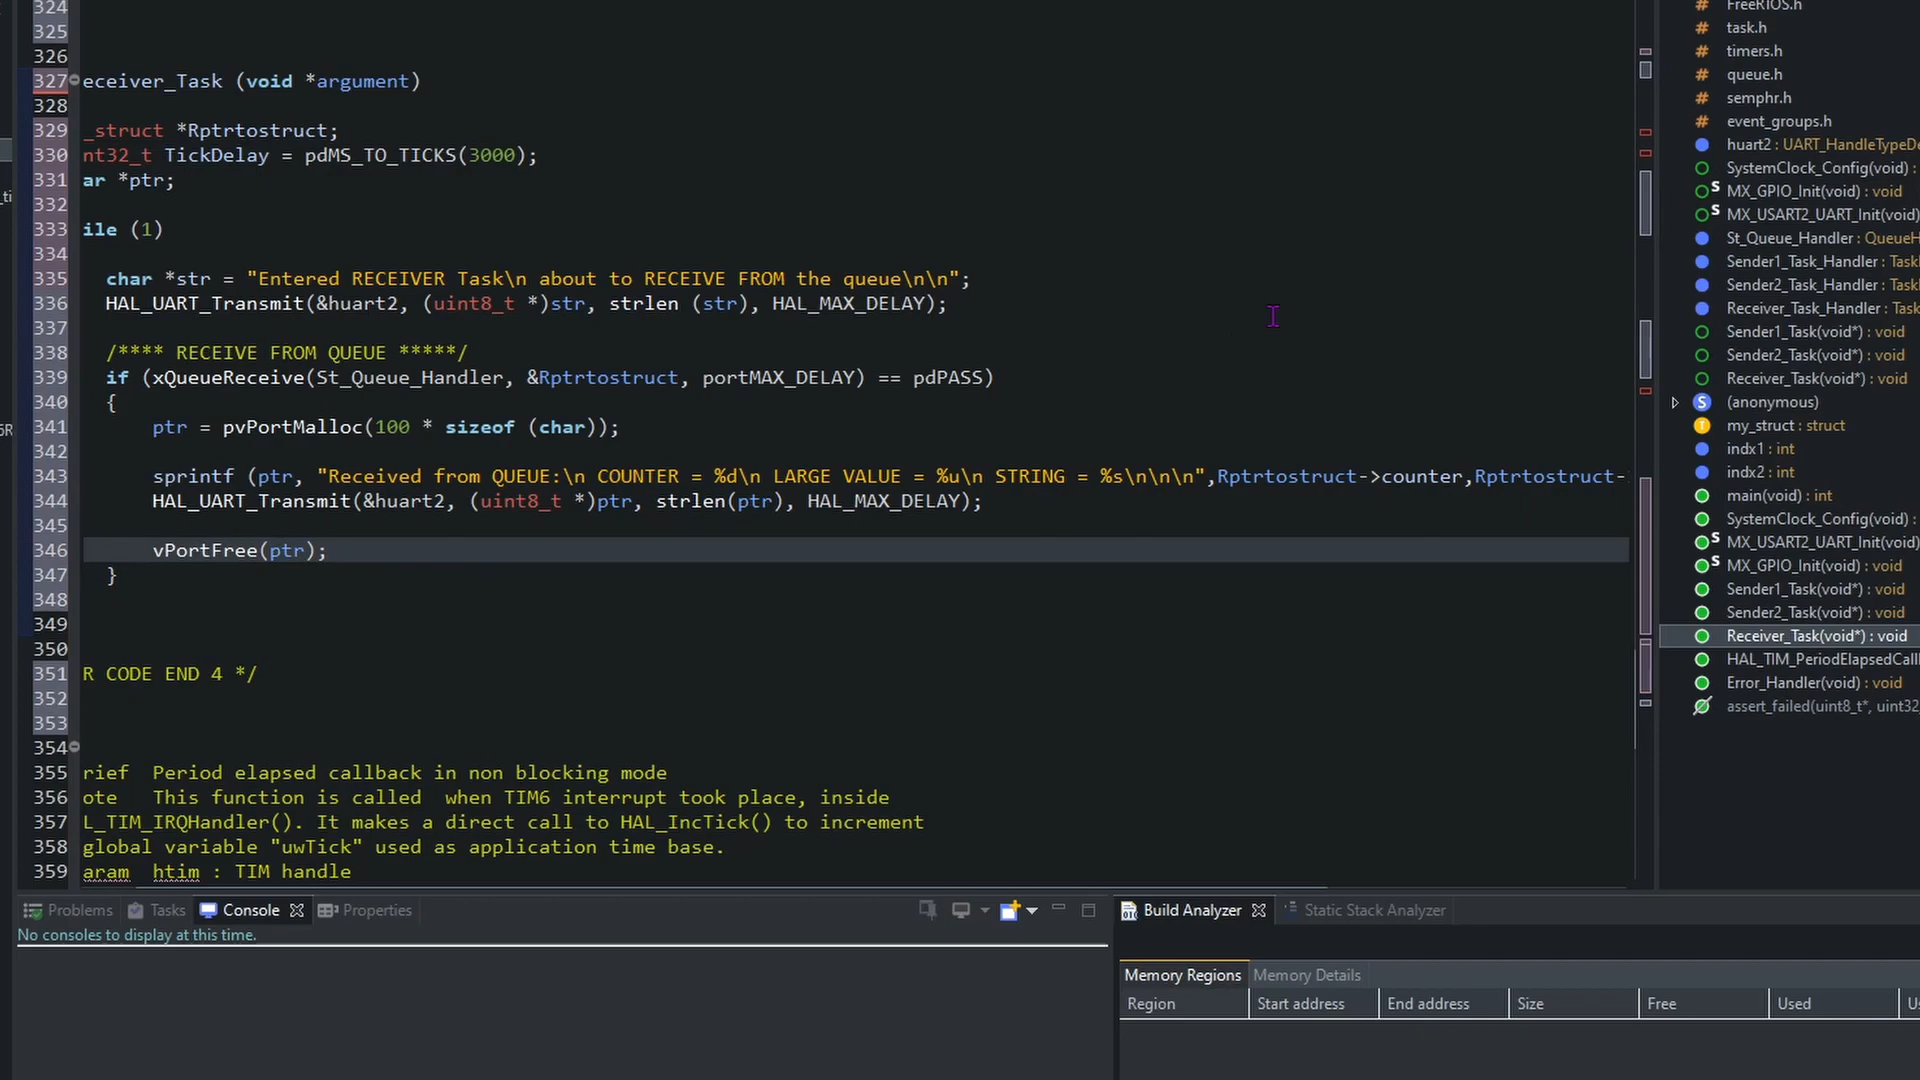 324
325
326
327 eceiver_Task (void *argument)
328
329 _struct *Rptrtostruct;
330 nt32_t TickDelay = pdMS_TO_TICKS(3000);
331 ar *ptr;
332
333 ile (1)
334
335 char *str = "Entered RECEIVER Task\n about to RECEIVE FROM the queue\n\n";
336 HAL_UART_Transmit(&huart2, (uint8_t *)str, strlen (str), HAL_MAX_DELAY);
337
338 /**** RECEIVE FROM QUEUE *****/
339 if (xQueueReceive(St_Queue_Handler, &Rptrtostruct, portMAX_DELAY) == pdPASS)
340 {
341 ptr = pvPortMalloc(100 * sizeof (char));
342
343 sprintf (ptr, "Received from QUEUE:\n COUNTER = %d\n LARGE VALUE = %u\n STRING = %s\n\n\n",Rptrtostruct->counter,Rptrtostruct-
344 HAL_UART_Transmit(&huart2, (uint8_t *)ptr, strlen(ptr), HAL_MAX_DELAY);
345
346 vPortFree(ptr);
347 }
348
349
350
351 R CODE END 4 */
352
353
354
355 rief Period elapsed callback in non blocking mode
356 ote This function is called when TIM6 interrupt took place, inside
357 L_TIM_IRQHandler(). It makes a direct call to HAL_IncTick() to increment
358 global variable "uwTick" used as application time base.
359 aram htim : TIM handle
FreeRTOS.h
task.h
timers.h
queue.h
semphr.h
event_groups.h
huart2 : UART_HandleTypeDe
SystemClock_Config(void) :
MX_GPIO_Init(void) : void
MX_USART2_UART_Init(void)
St_Queue_Handler : QueueH
Sender1_Task_Handler : Task
Sender2_Task_Handler : Task
Receiver_Task_Handler : Task
Sender1_Task(void*) : void
Sender2_Task(void*) : void
Receiver_Task(void*) : void
(anonymous)
my_struct : struct
indx1 : int
indx2 : int
main(void) : int
SystemClock_Config(void) :
MX_USART2_UART_Init(void)
MX_GPIO_Init(void) : void
Sender1_Task(void*) : void
Sender2_Task(void*) : void
Receiver_Task(void*) : void
HAL_TIM_PeriodElapsedCall
Error_Handler(void) : void
assert_failed(uint8_t*, uint32
Problems Tasks Console Properties
No consoles to display at this time.
Build Analyzer Static Stack Analyzer
Memory Regions Memory Details
Region Start address End address Size Free Used